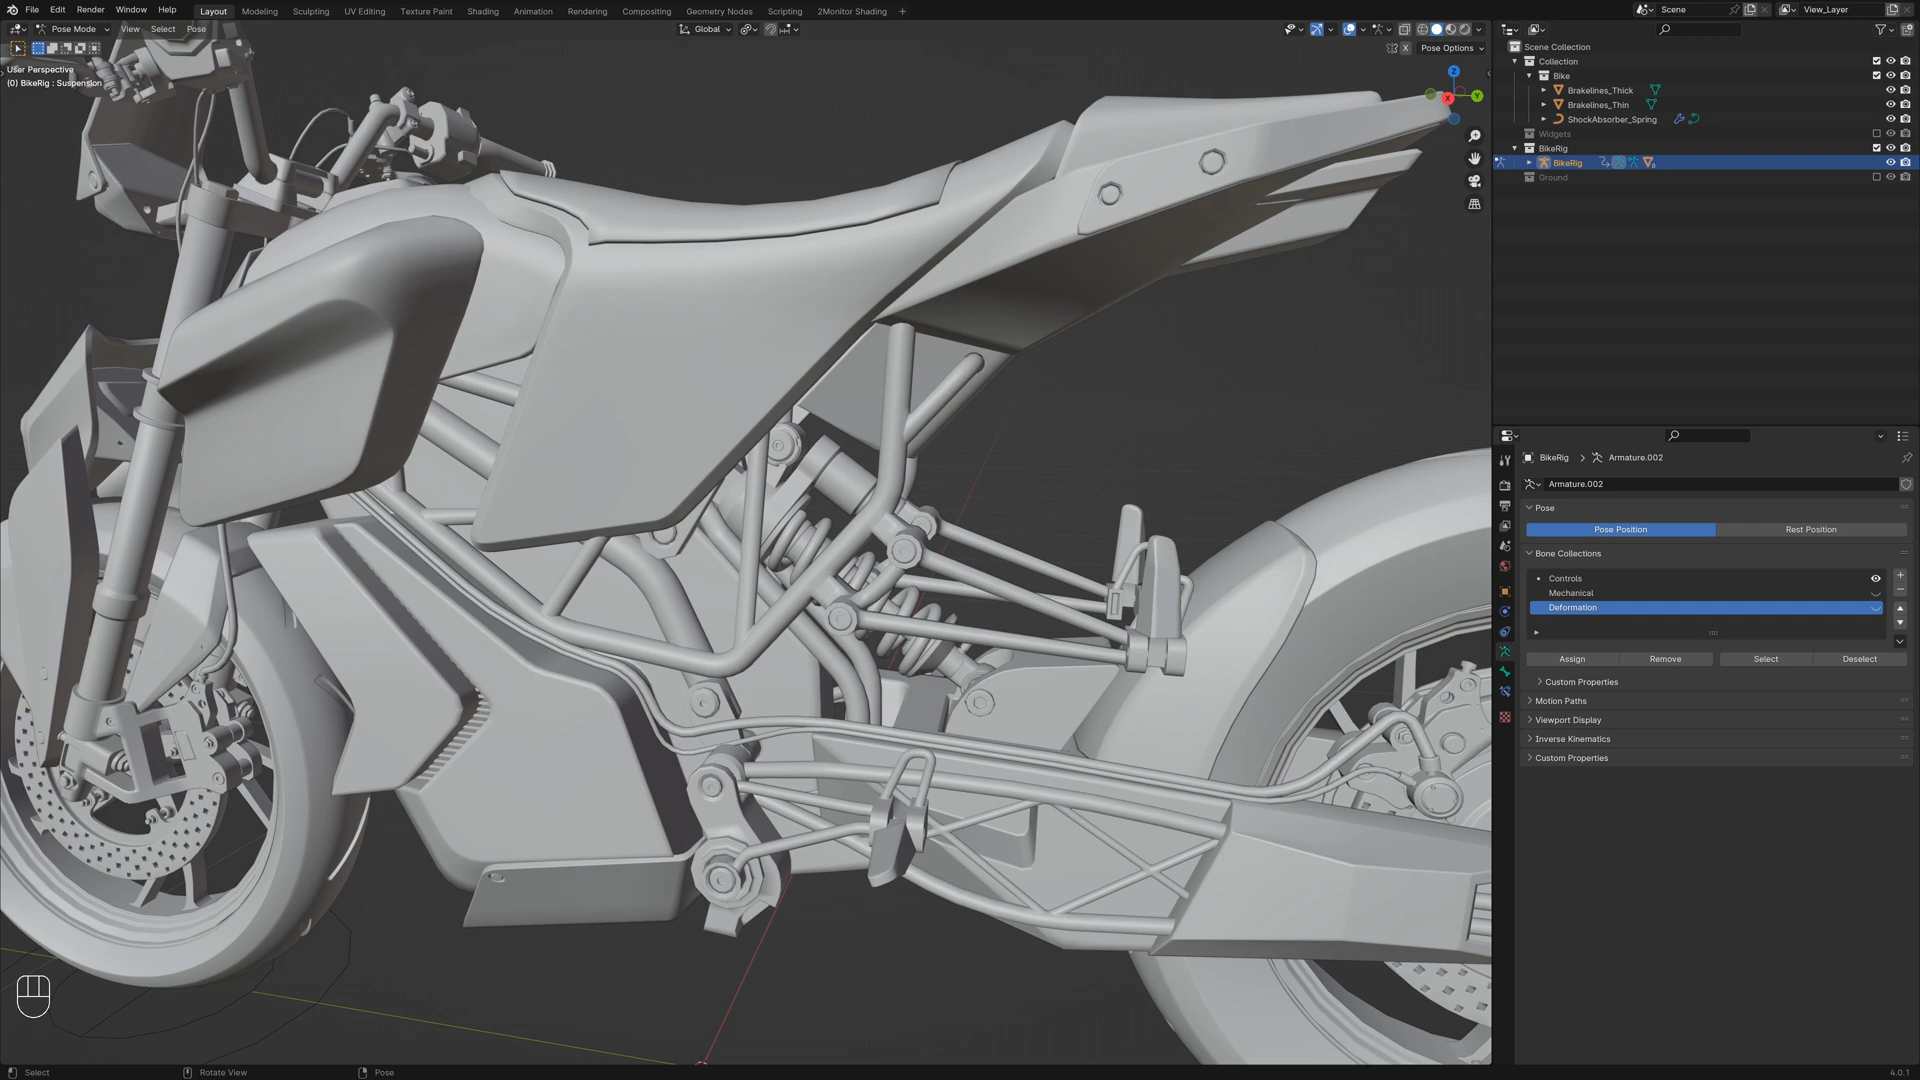 File Edit Render Window Help
Layout Modeling Sculpting UV Editing Texture Paint Shading Animation Rendering Compositing Geometry Nodes Scripting 2Monitor Shading +
Scene
View_Layer
Pose Mode View Select Pose
Global
Pose Options
X
User Perspective
(0) BikeRig : Suspension
Z
Y
X
Scene Collection
Collection
Bike
Brakelines_Thick
Brakelines_Thin
ShockAbsorber_Spring
Widgets
BikeRig
BikeRig
Ground
BikeRig > Armature.002
Armature.002
Pose
Pose Position Rest Position
Bone Collections
Controls
Mechanical
Deformation
Assign Remove Select Deselect
Custom Properties
Motion Paths
Viewport Display
Inverse Kinematics
Custom Properties
Select Rotate View Pose 4.0.1